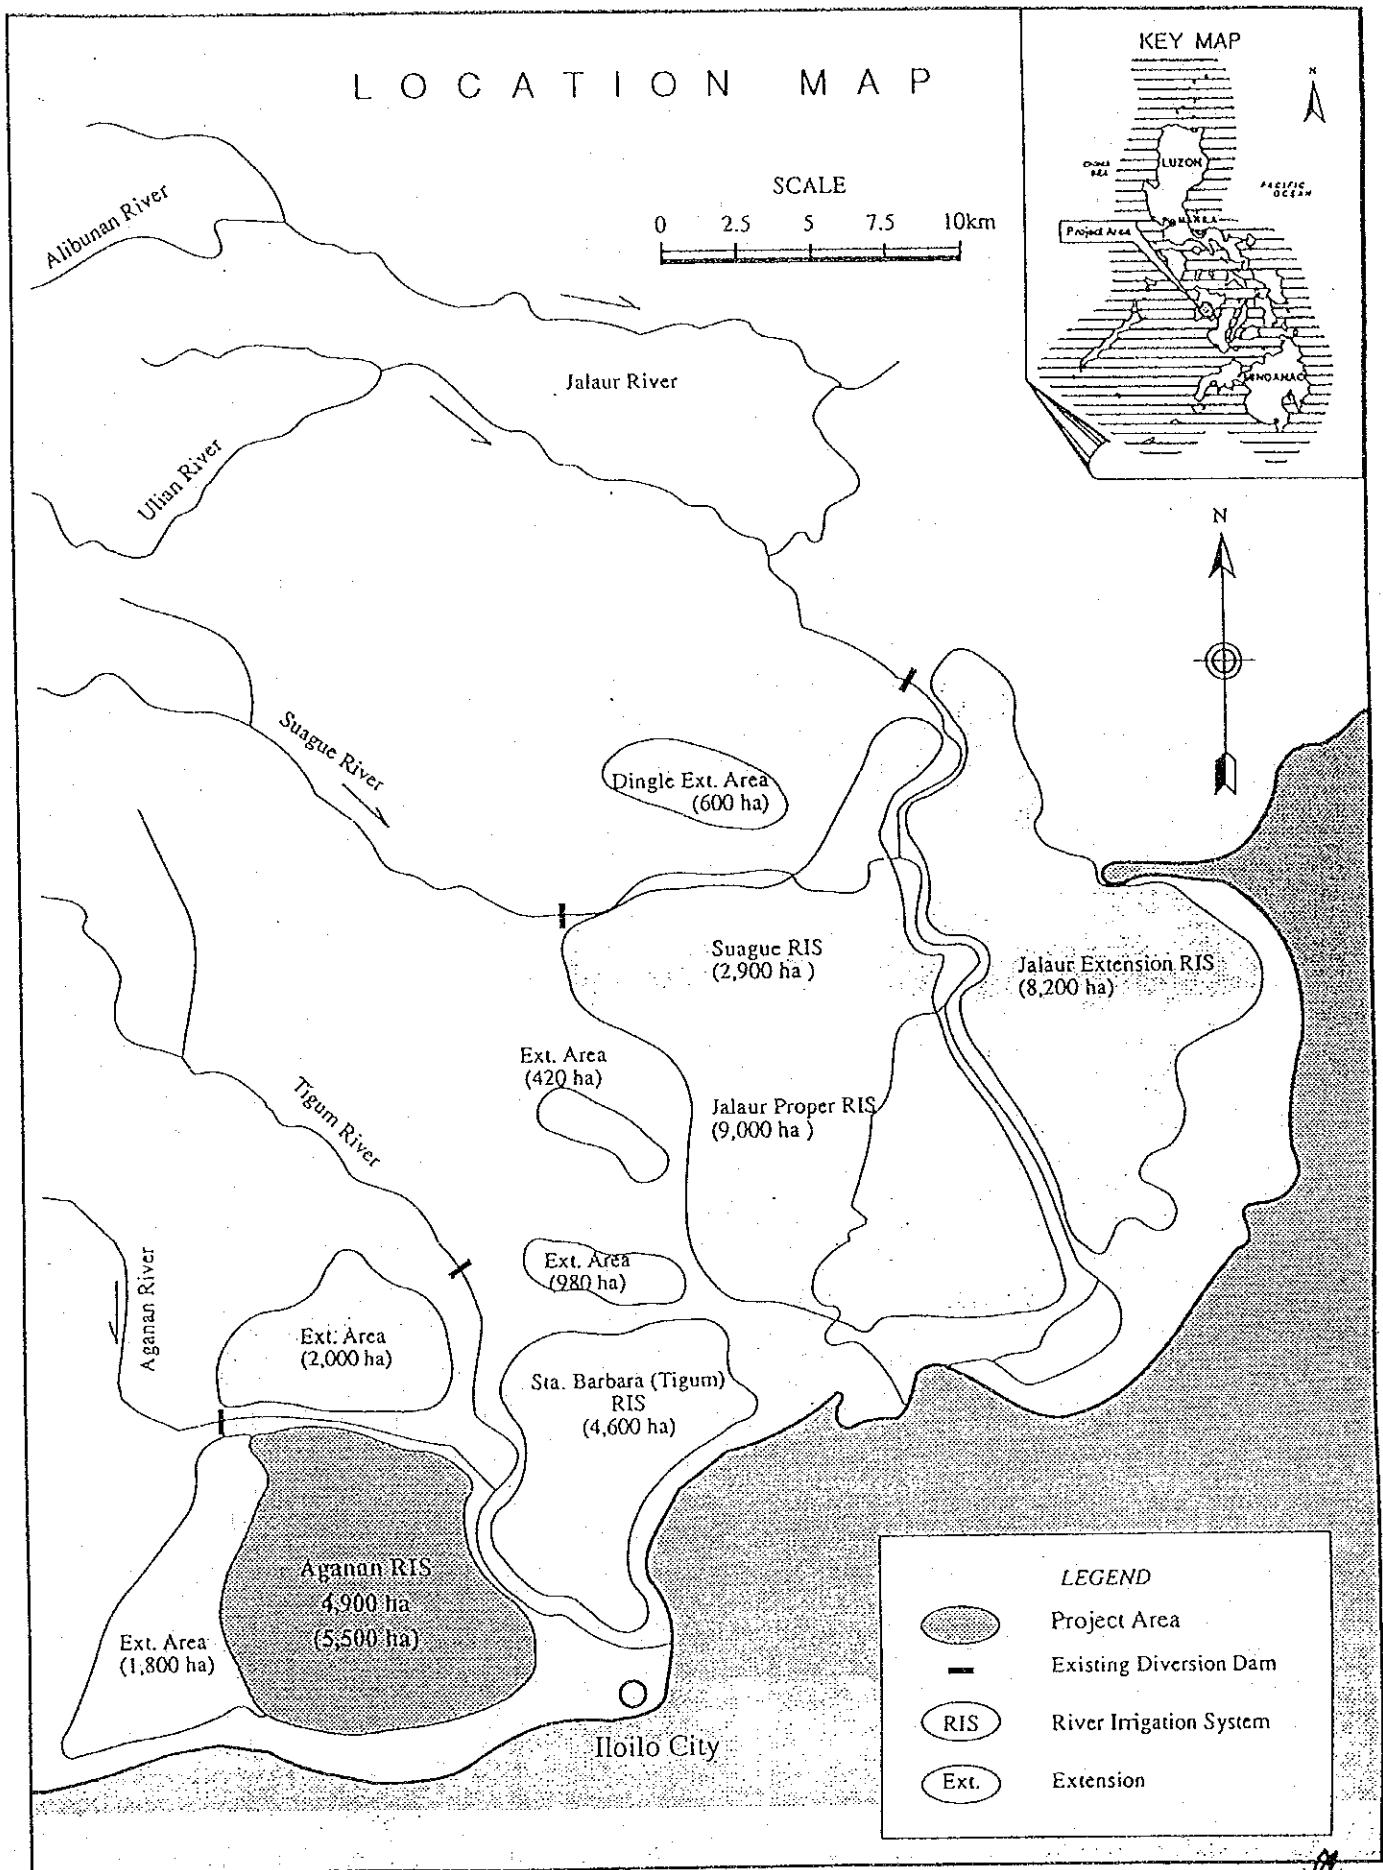 LOCATION MAP
KEY MAP
N
LUZON
PACIFIC
OCEAN
MANILA
Project Area
MINDANAO
SCALE
0 2.5 5 7.5 10km
Alibunan River
Jalaur River
Ulian River
N
Suague River
Dingle Ext. Area
(600 ha)
Suague RIS
(2,900 ha )
Jalaur Extension RIS
(8,200 ha)
Ext. Area
(420 ha)
Tigum River
Jalaur Proper RIS
(9,000 ha )
Aganan River
Ext. Area
(980 ha)
Ext. Area
(2,000 ha)
Sta. Barbara (Tigum)
RIS
(4,600 ha)
Aganan RIS
4,900 ha
(5,500 ha)
Ext. Area
(1,800 ha)
Iloilo City
LEGEND
Project Area
Existing Diversion Dam
RIS River Irrigation System
Ext. Extension